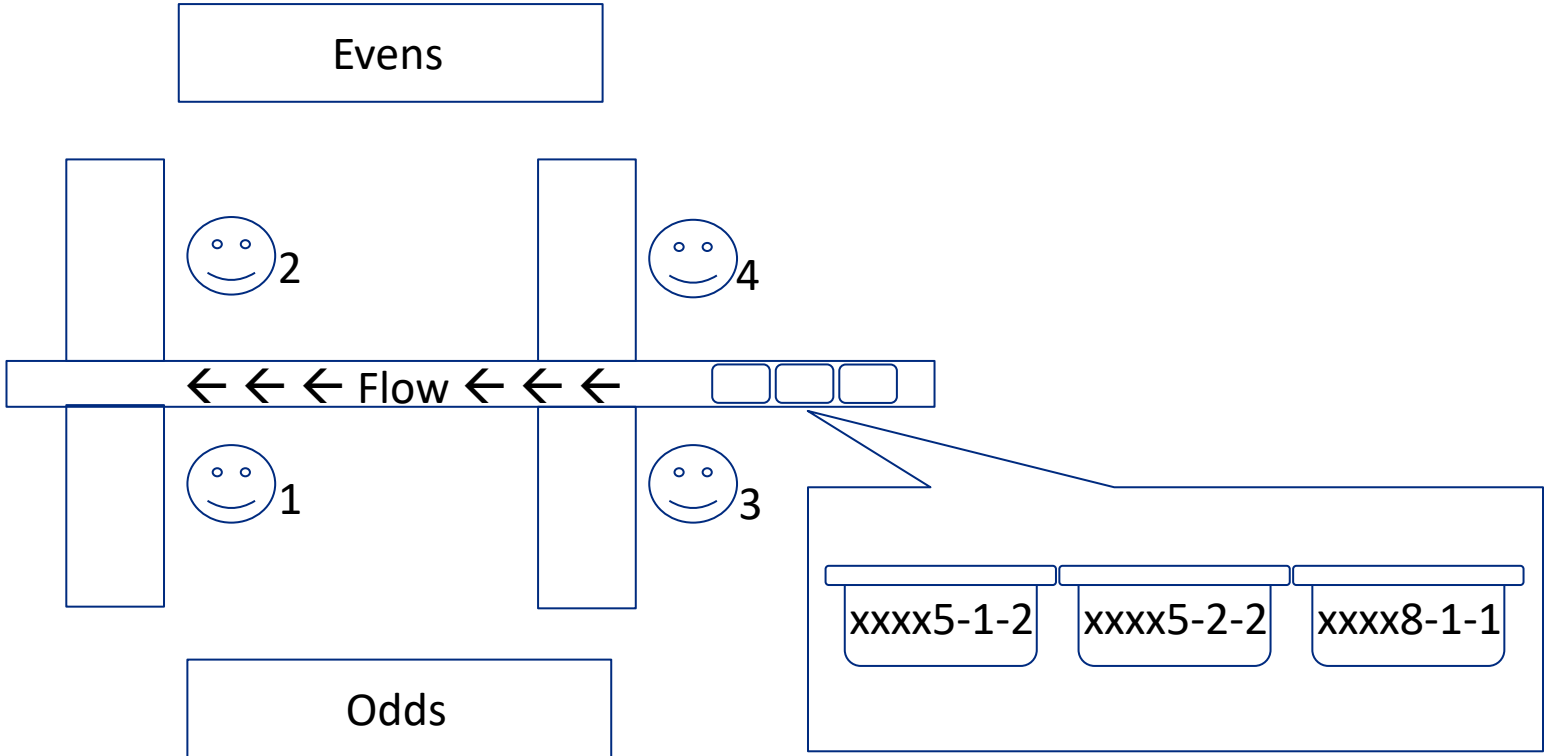 Evens
2
4
← ← ← Flow ← ← ←
1
3
xxxx5-1-2
xxxx5-2-2
xxxx8-1-1
Odds